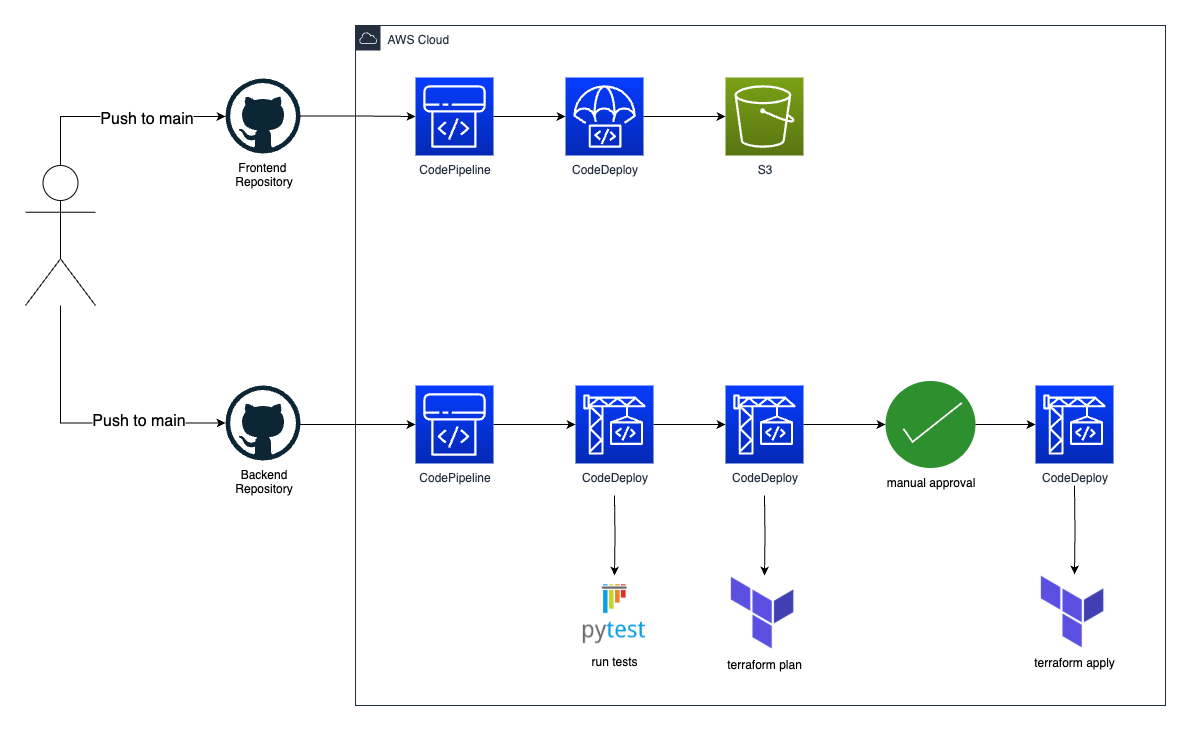 AWS Cloud
Push to main
Frontend
Repository
CodePipeline
CodeDeploy
S3
Push to main
Backend
Repository
CodePipeline
CodeDeploy
CodeDeploy
manual approval
CodeDeploy
pytest
run tests
terraform plan
terraform apply